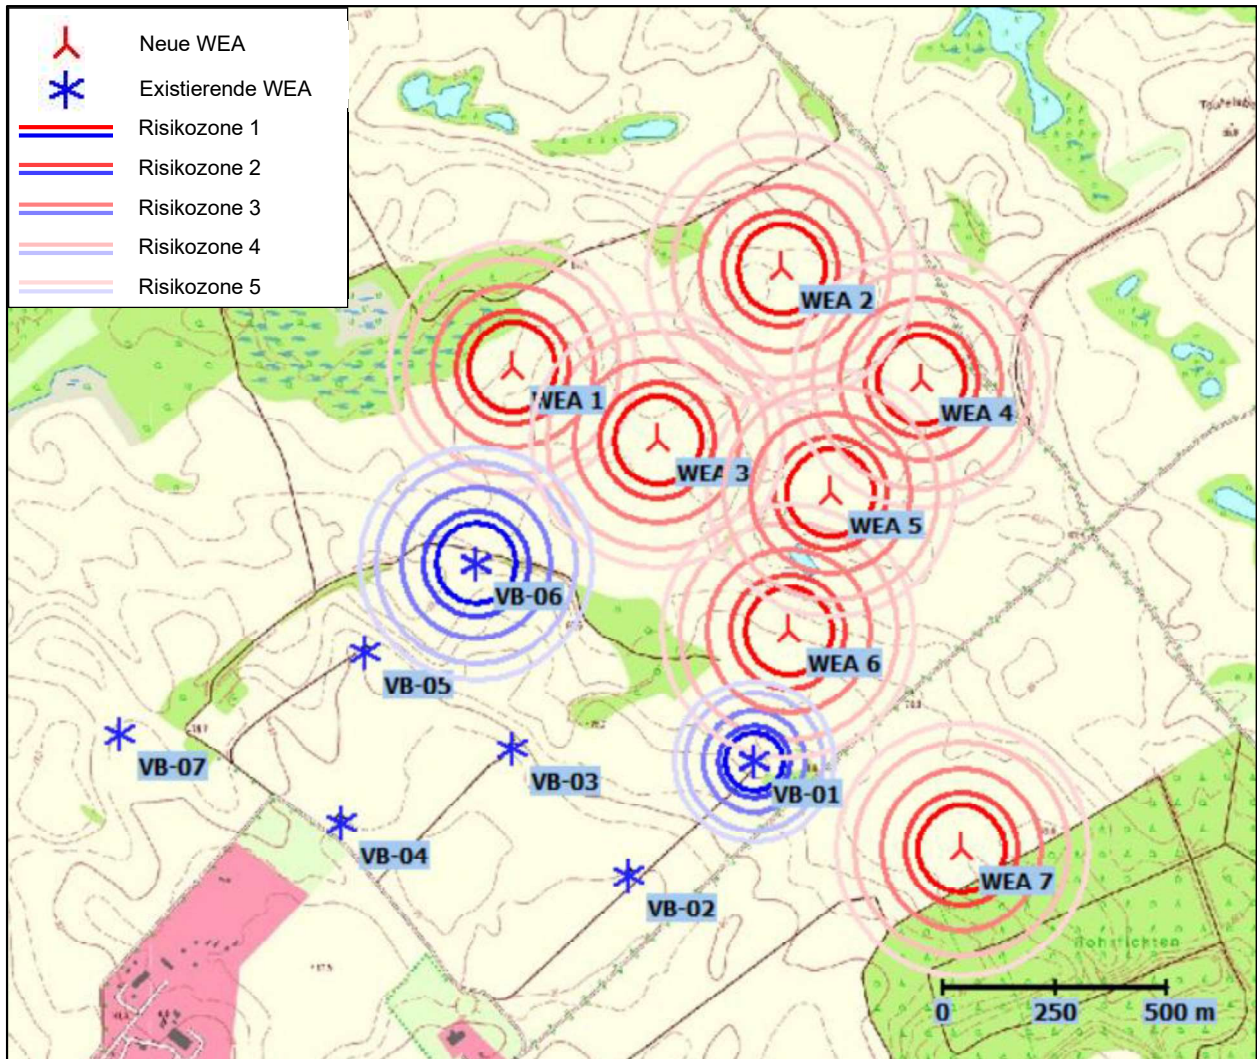 Neue WEA
Existierende WEA
Risikozone 1
Risikozone 2
Risikozone 3
Risikozone 4
Risikozone 5
WEA 2
WEA 1
WEA 4
WEA 3
WEA 5
VB-06
WEA 6
VB-05
VB-07
VB-03
VB-01
VB-04
WEA 7
VB-02
0 250 500 m